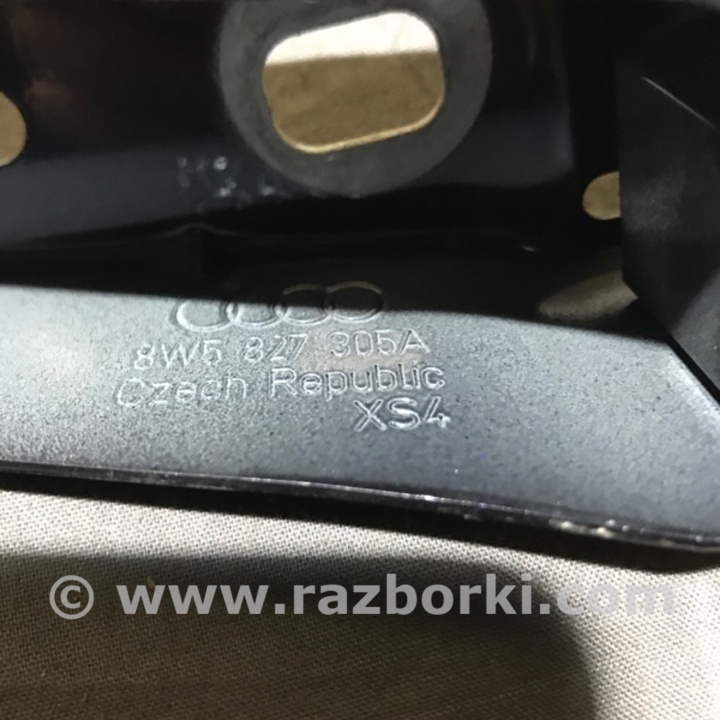 8W5 827 305A
Czech Republic
XS4
© www.razborki.com